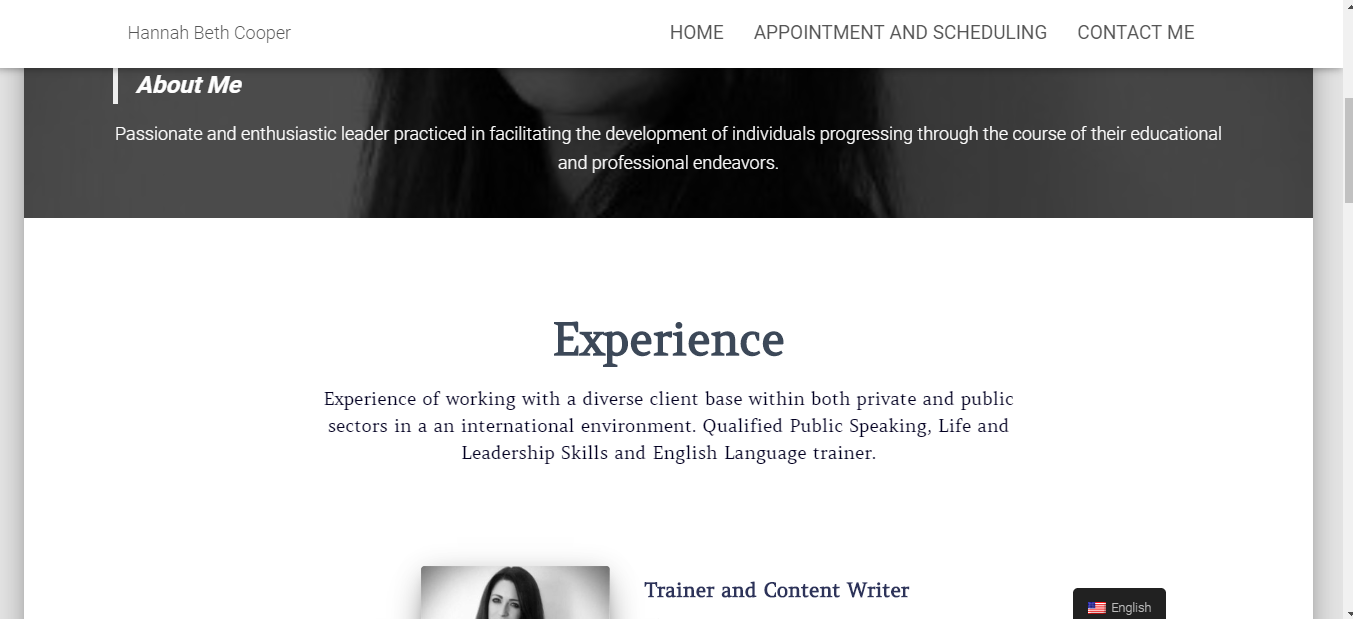 Hannah Beth Cooper
HOME APPOINTMENT AND SCHEDULING CONTACT ME
About Me
Passionate and enthusiastic leader practiced in facilitating the development of individuals progressing through the course of their educational
and professional endeavors.
Experience
Experience of working with a diverse client base within both private and public
sectors in a an international environment. Qualified Public Speaking, Life and
Leadership Skills and English Language trainer.
Trainer and Content Writer
English